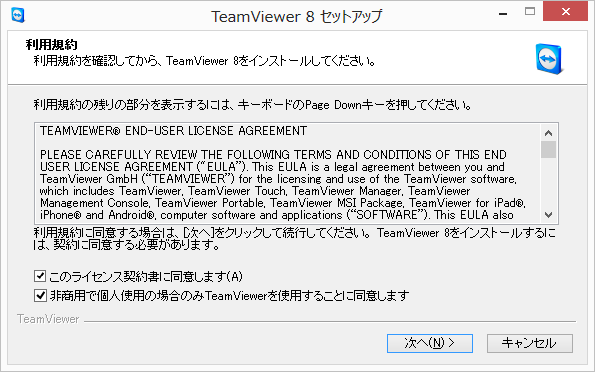 TeamViewer 8 セットアップ
利用規約
利用規約を確認してから、TeamViewer 8をインストールしてください。
利用規約の残りの部分を表示するには、キーボードのPage Downキーを押してください。
TEAMVIEWER® END-USER LICENSE AGREEMENT
PLEASE CAREFULLY REVIEW THE FOLLOWING TERMS AND CONDITIONS OF THIS END
USER LICENSE AGREEMENT (“EULA”). This EULA is a legal agreement between you and
TeamViewer GmbH (“TEAMVIEWER”) for the licensing and use of the TeamViewer software,
which includes TeamViewer, TeamViewer Touch, TeamViewer Manager, TeamViewer
Management Console, TeamViewer Portable, TeamViewer MSI Package, TeamViewer for iPad®,
iPhone® and Android®, computer software and applications (“SOFTWARE”). This EULA also
利用規約に同意する場合は、[次へ]をクリックして続行してください。 TeamViewer 8をインストールするに
は、契約に同意する必要があります。
このライセンス契約書に同意します(A)
非商用で個人使用の場合のみTeamViewerを使用することに同意します
TeamViewer
次へ(N) >
キャンセル